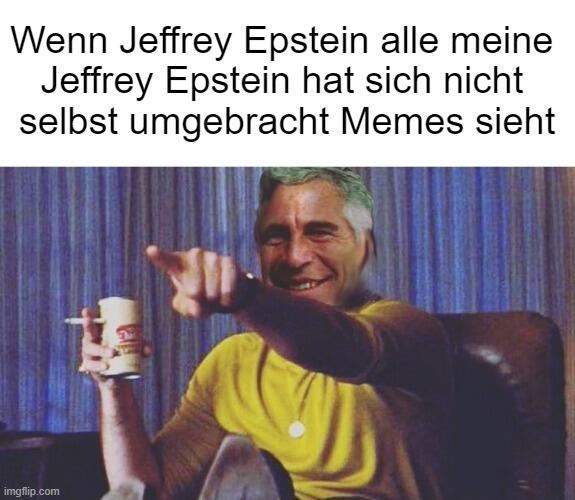 Wenn Jeffrey Epstein alle meine
Jeffrey Epstein hat sich nicht
selbst umgebracht Memes sieht
imgflip.com